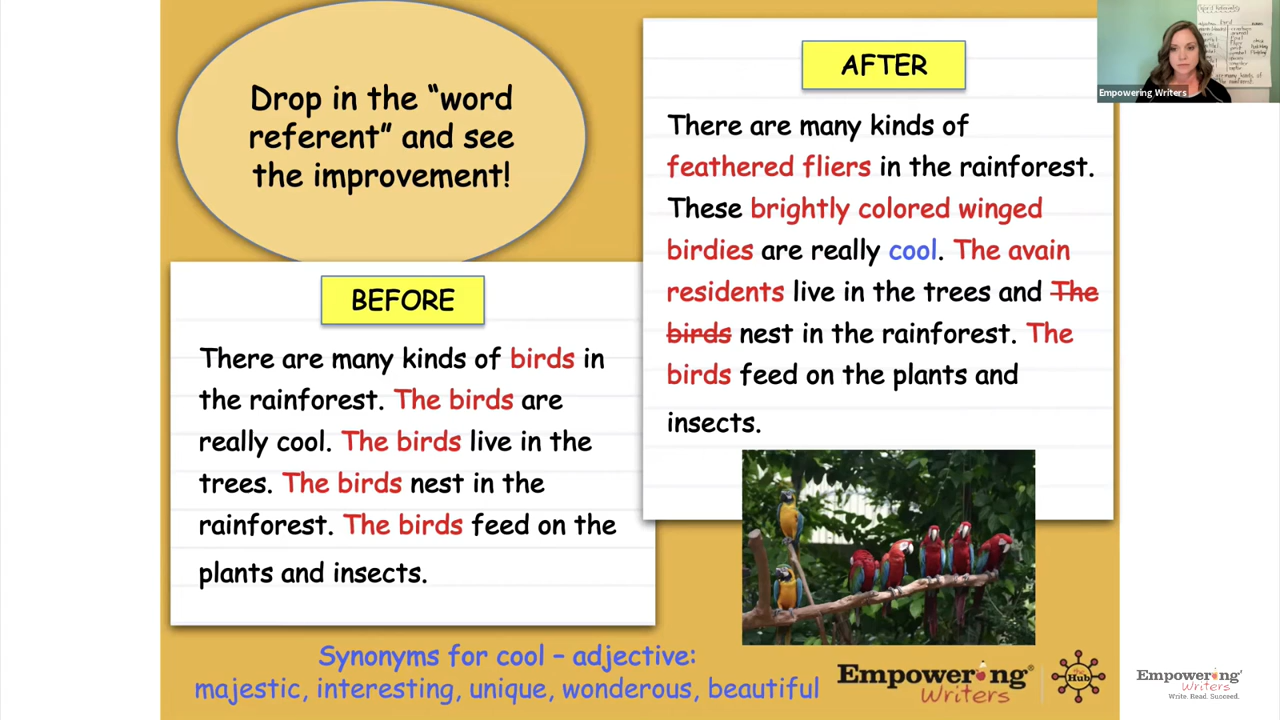 Drop in the “word
referent” and see
the improvement!
BEFORE
There are many kinds of birds in
the rainforest. The birds are
really cool. The birds live in the
trees. The birds nest in the
rainforest. The birds feed on the
plants and insects.
AFTER
There are many kinds of
feathered fliers in the rainforest.
These brightly colored winged
birdies are really cool. The avain
residents live in the trees and The
birds nest in the rainforest. The
birds feed on the plants and
insects.
Synonyms for cool – adjective:
majestic, interesting, unique, wonderous, beautiful
Empowering®
Writers
The
Hub
Empowering Writers
Empowering®
Writers
Write. Read. Succeed.